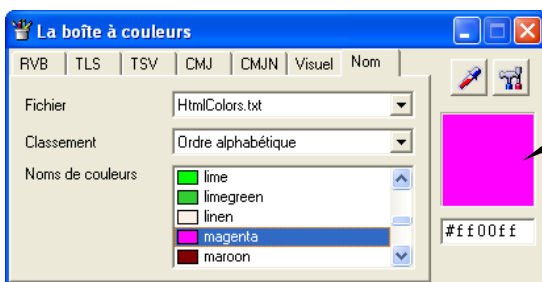 La boîte à couleurs
RVB TLS TSV CMJ CMJN Visuel Nom
Fichier HtmlColors.txt
Classement Ordre alphabétique
Noms de couleurs lime
limegreen
linen
magenta
maroon
#ff00ff